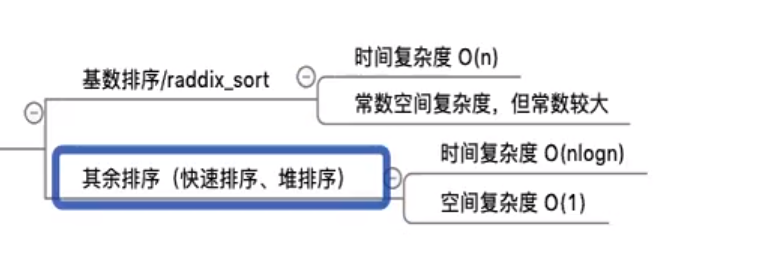 基数排序/raddix_sort
时间复杂度 O(n)
常数空间复杂度，但常数较大
其余排序（快速排序、堆排序）
时间复杂度 O(nlogn)
空间复杂度 O(1)